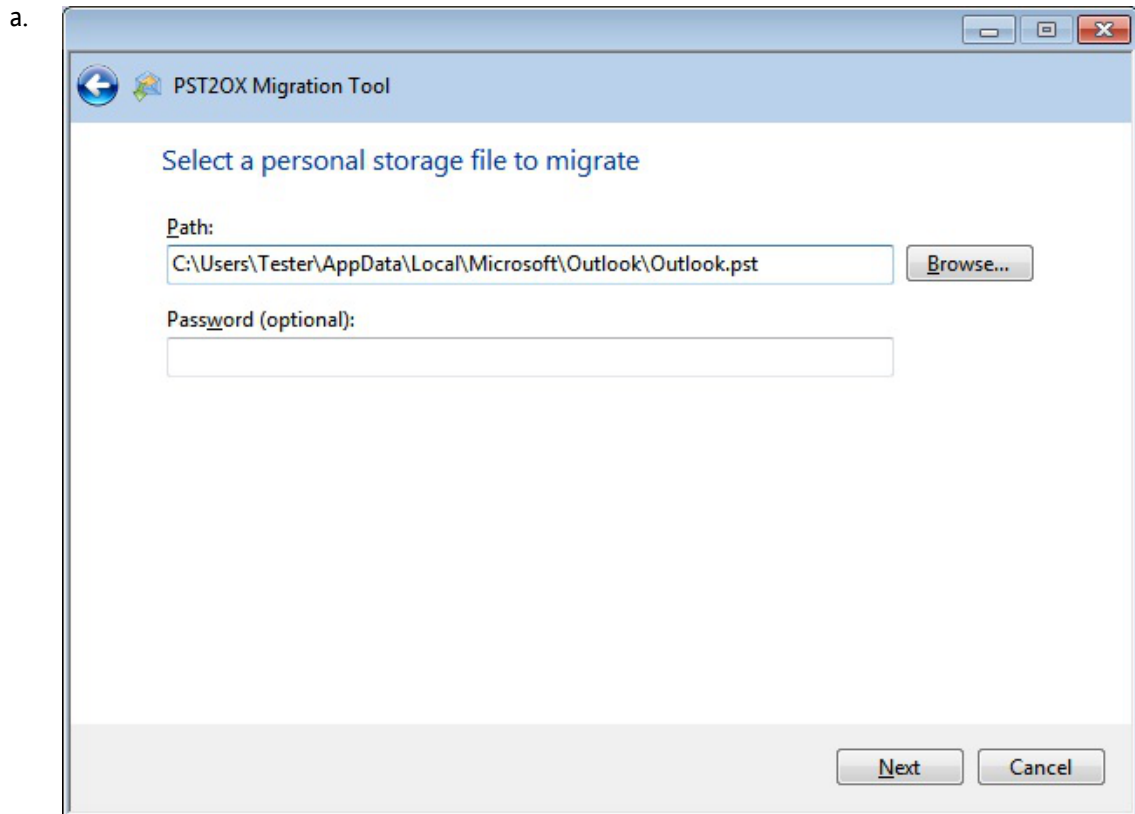 a.
PST2OX Migration Tool
Select a personal storage file to migrate
Path:
C:\Users\Tester\AppData\Local\Microsoft\Outlook\Outlook.pst
Browse...
Password (optional):
Next
Cancel